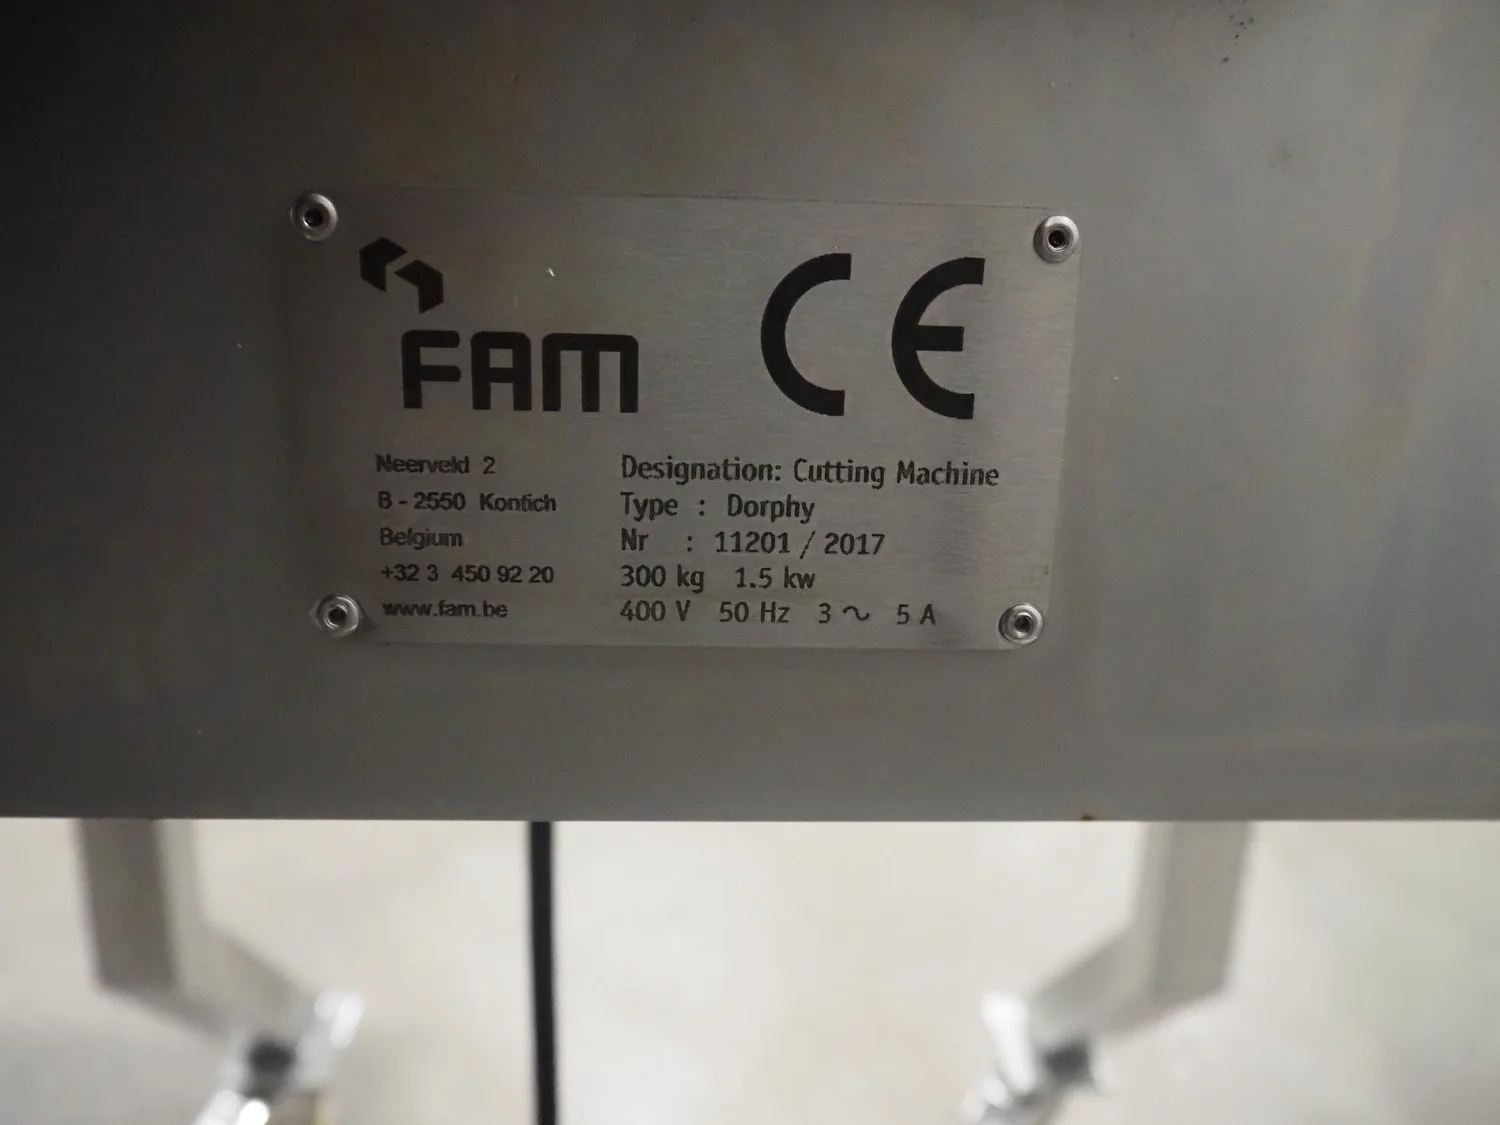 FAM
CE
Neerveld 2
B - 2550 Kontich
Belgium
+32 3 450 92 20
www.fam.be
Designation: Cutting Machine
Type : Dorphy
Nr : 11201 / 2017
300 kg 1.5 kw
400 V 50 Hz 3 ~ 5 A